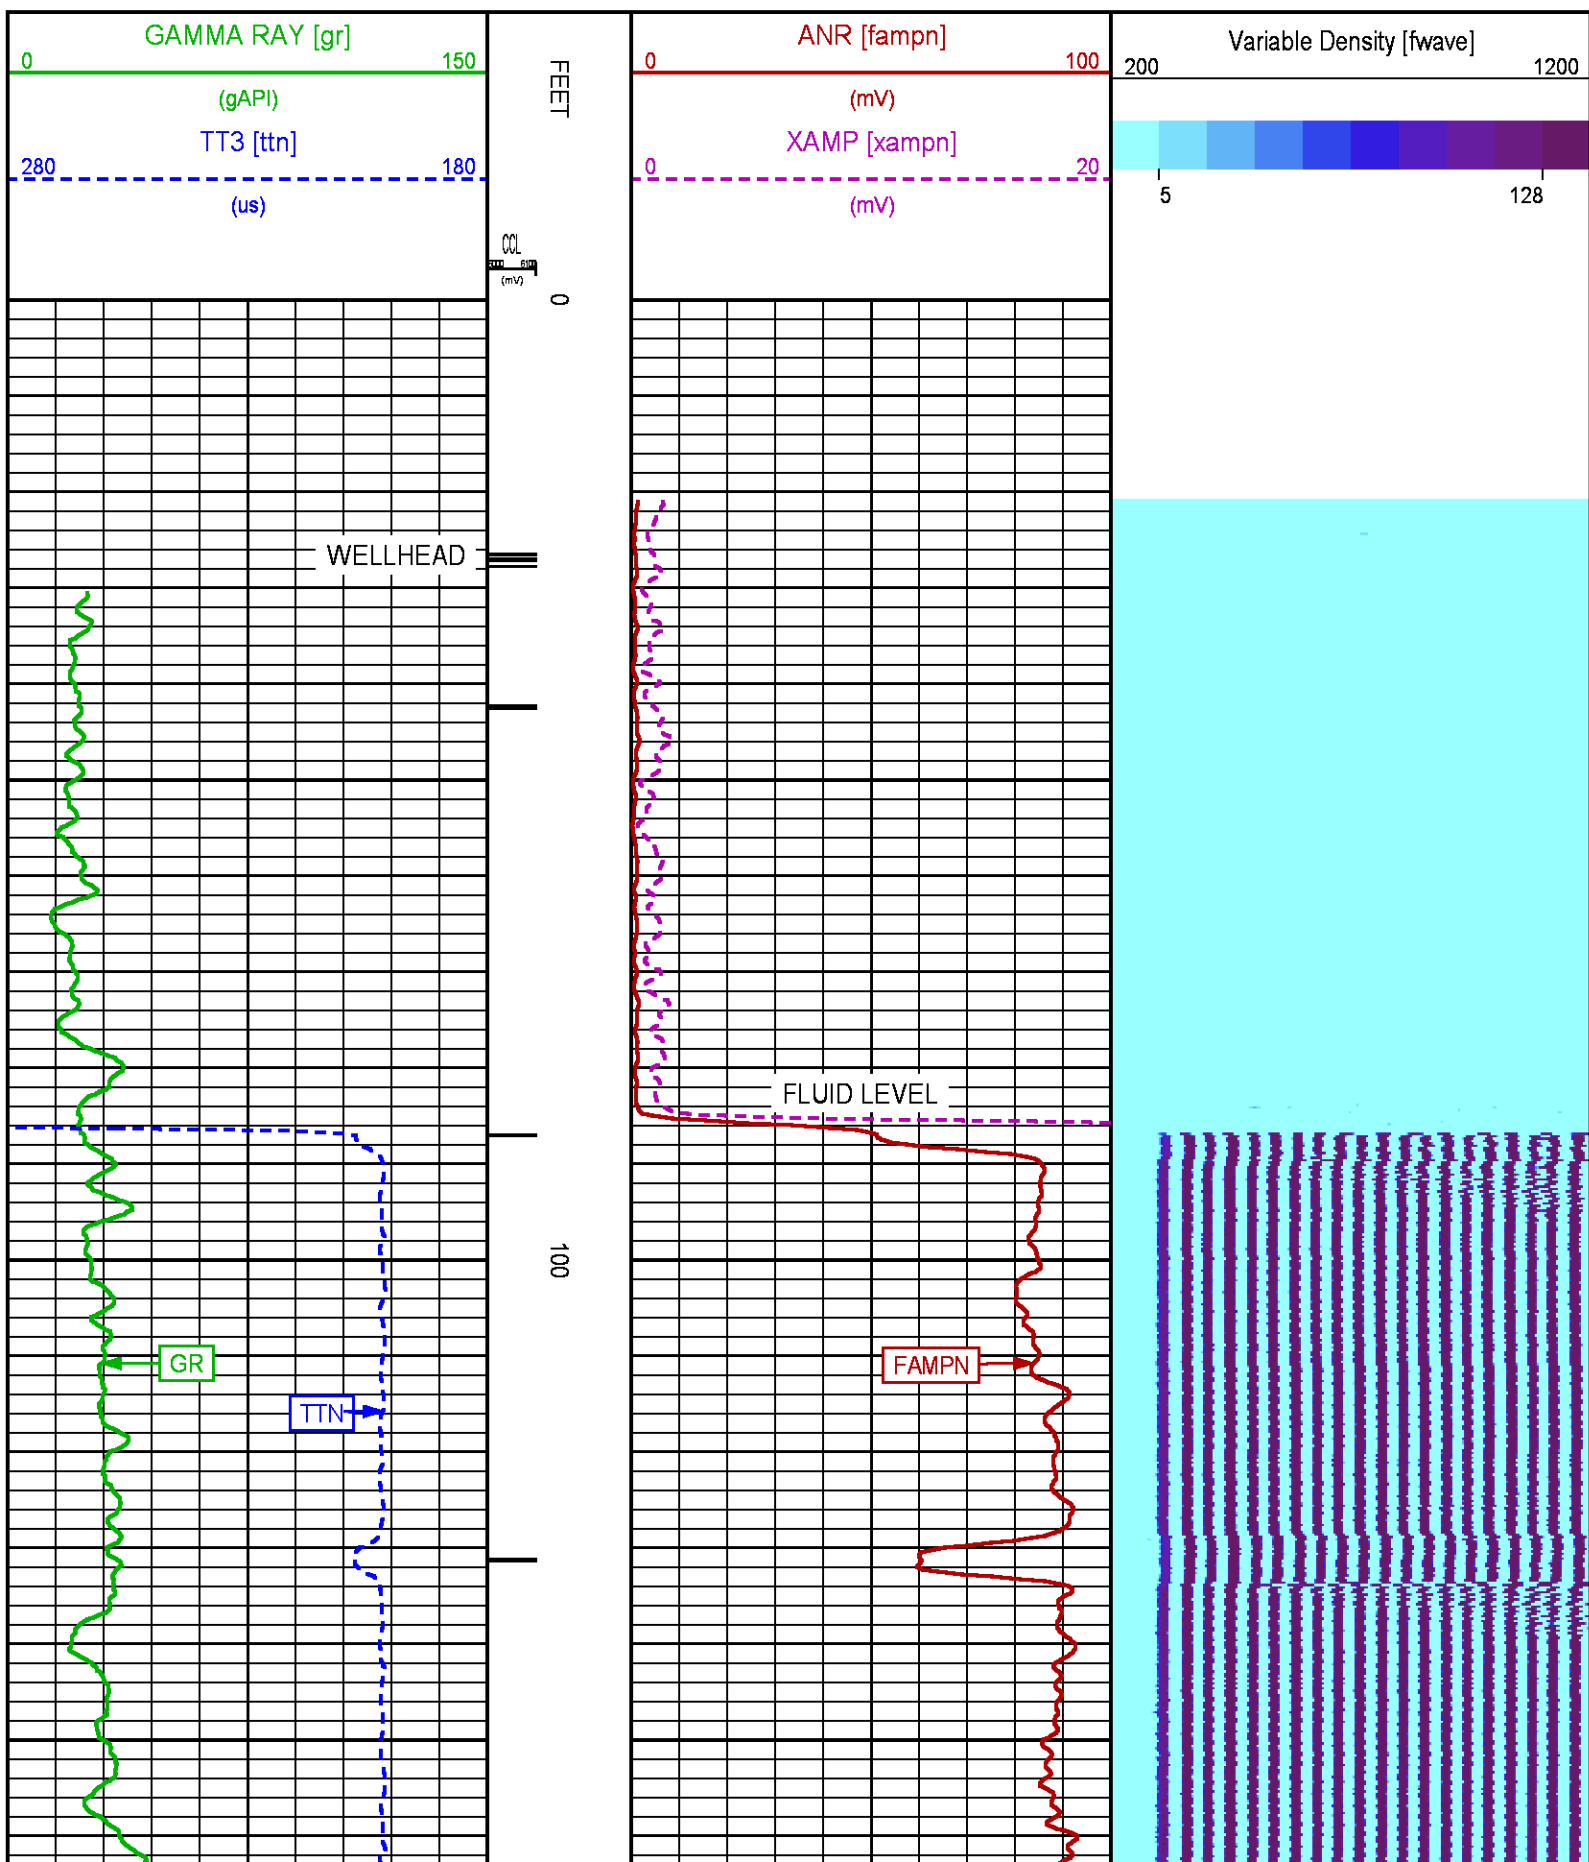 GAMMA RAY [gr]
0 150
(gAPI)
TT3 [ttn]
280 180
(us)
CCL
(mV)
FEET
0
ANR [fampn]
0 100
(mV)
XAMP [xampn]
0 20
(mV)
Variable Density [fwave]
200 1200
5 128
WELLHEAD
FLUID LEVEL
100
GR
FAMPN
TTN